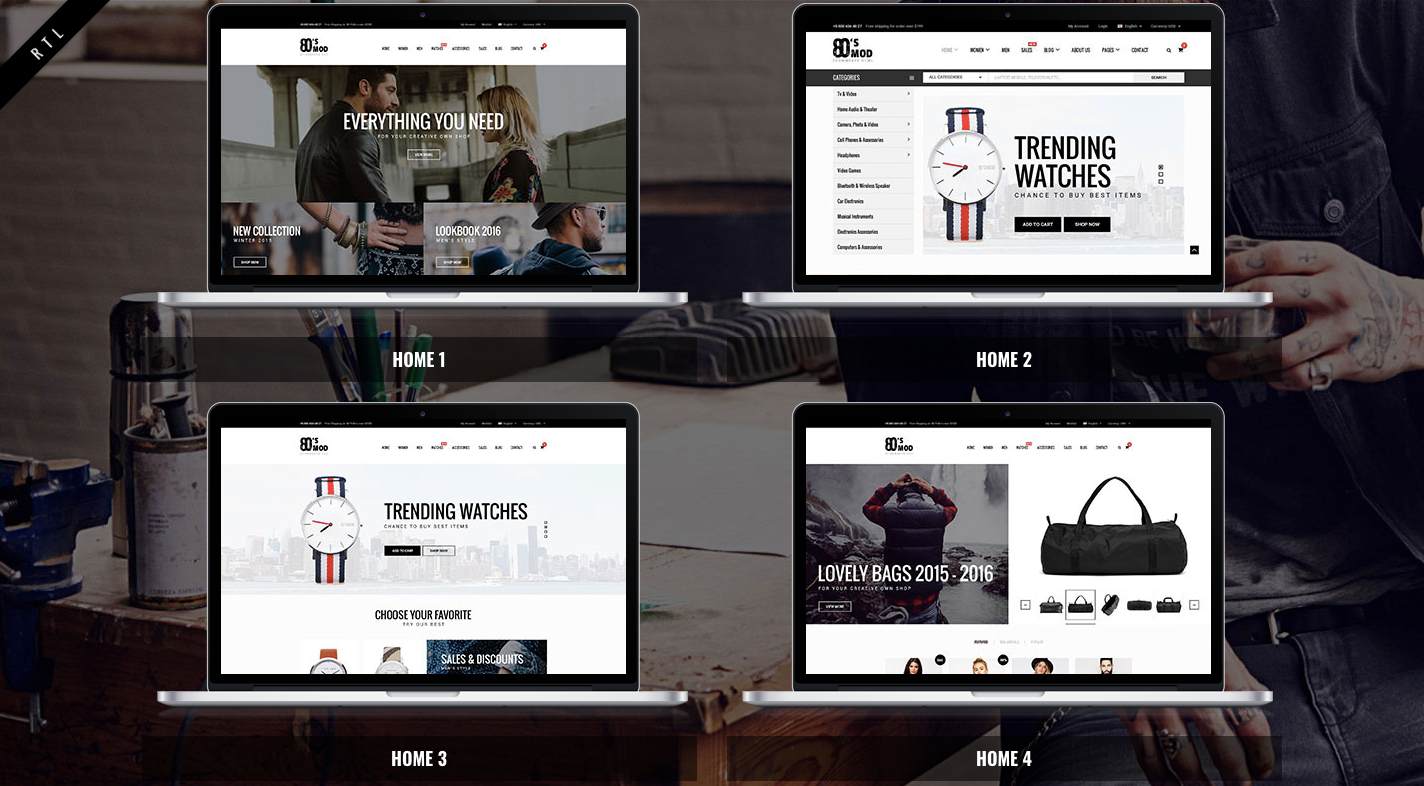 RTL
80'S
MOD
HOME WOMEN MEN WATCHES ACCESSORIES SALES BLOG CONTACT
EVERYTHING YOU NEED
FOR YOUR CREATIVE OWN SHOP
VIEW MORE
NEW COLLECTION
WINTER 2015
SHOP NOW
LOOKBOOK 2016
MEN'S STYLE
SHOP NOW
HOME 1
Free shipping for order over $199
My Account Login English Currency: USD
80'S
MOD
HOME WOMEN MEN SALES BLOG ABOUT US PAGES CONTACT
CATEGORIES
ALL CATEGORIES
SEARCH
Tv & Video
Home Audio & Theater
Camera, Photo & Video
Cell Phones & Accessories
Headphones
Video Games
Bluetooth & Wireless Speaker
Car Electronics
Musical Instruments
Electronics Accessories
Computers & Accessories
TRENDING
WATCHES
CHANCE TO BUY BEST ITEMS
ADD TO CART
SHOP NOW
HOME 2
80'S
MOD
HOME WOMEN MEN WATCHES ACCESSORIES SALES BLOG CONTACT
TRENDING WATCHES
CHANCE TO BUY BEST ITEMS
ADD TO CART
SHOP NOW
CHOOSE YOUR FAVORITE
TRY OUR BEST
SALES & DISCOUNTS
MEN'S STYLE
HOME 3
80'S
MOD
HOME WOMEN MEN WATCHES ACCESSORIES SALES BLOG CONTACT
LOVELY BAGS 2015 - 2016
FOR YOUR CREATIVE OWN SHOP
VIEW MORE
HOME 4